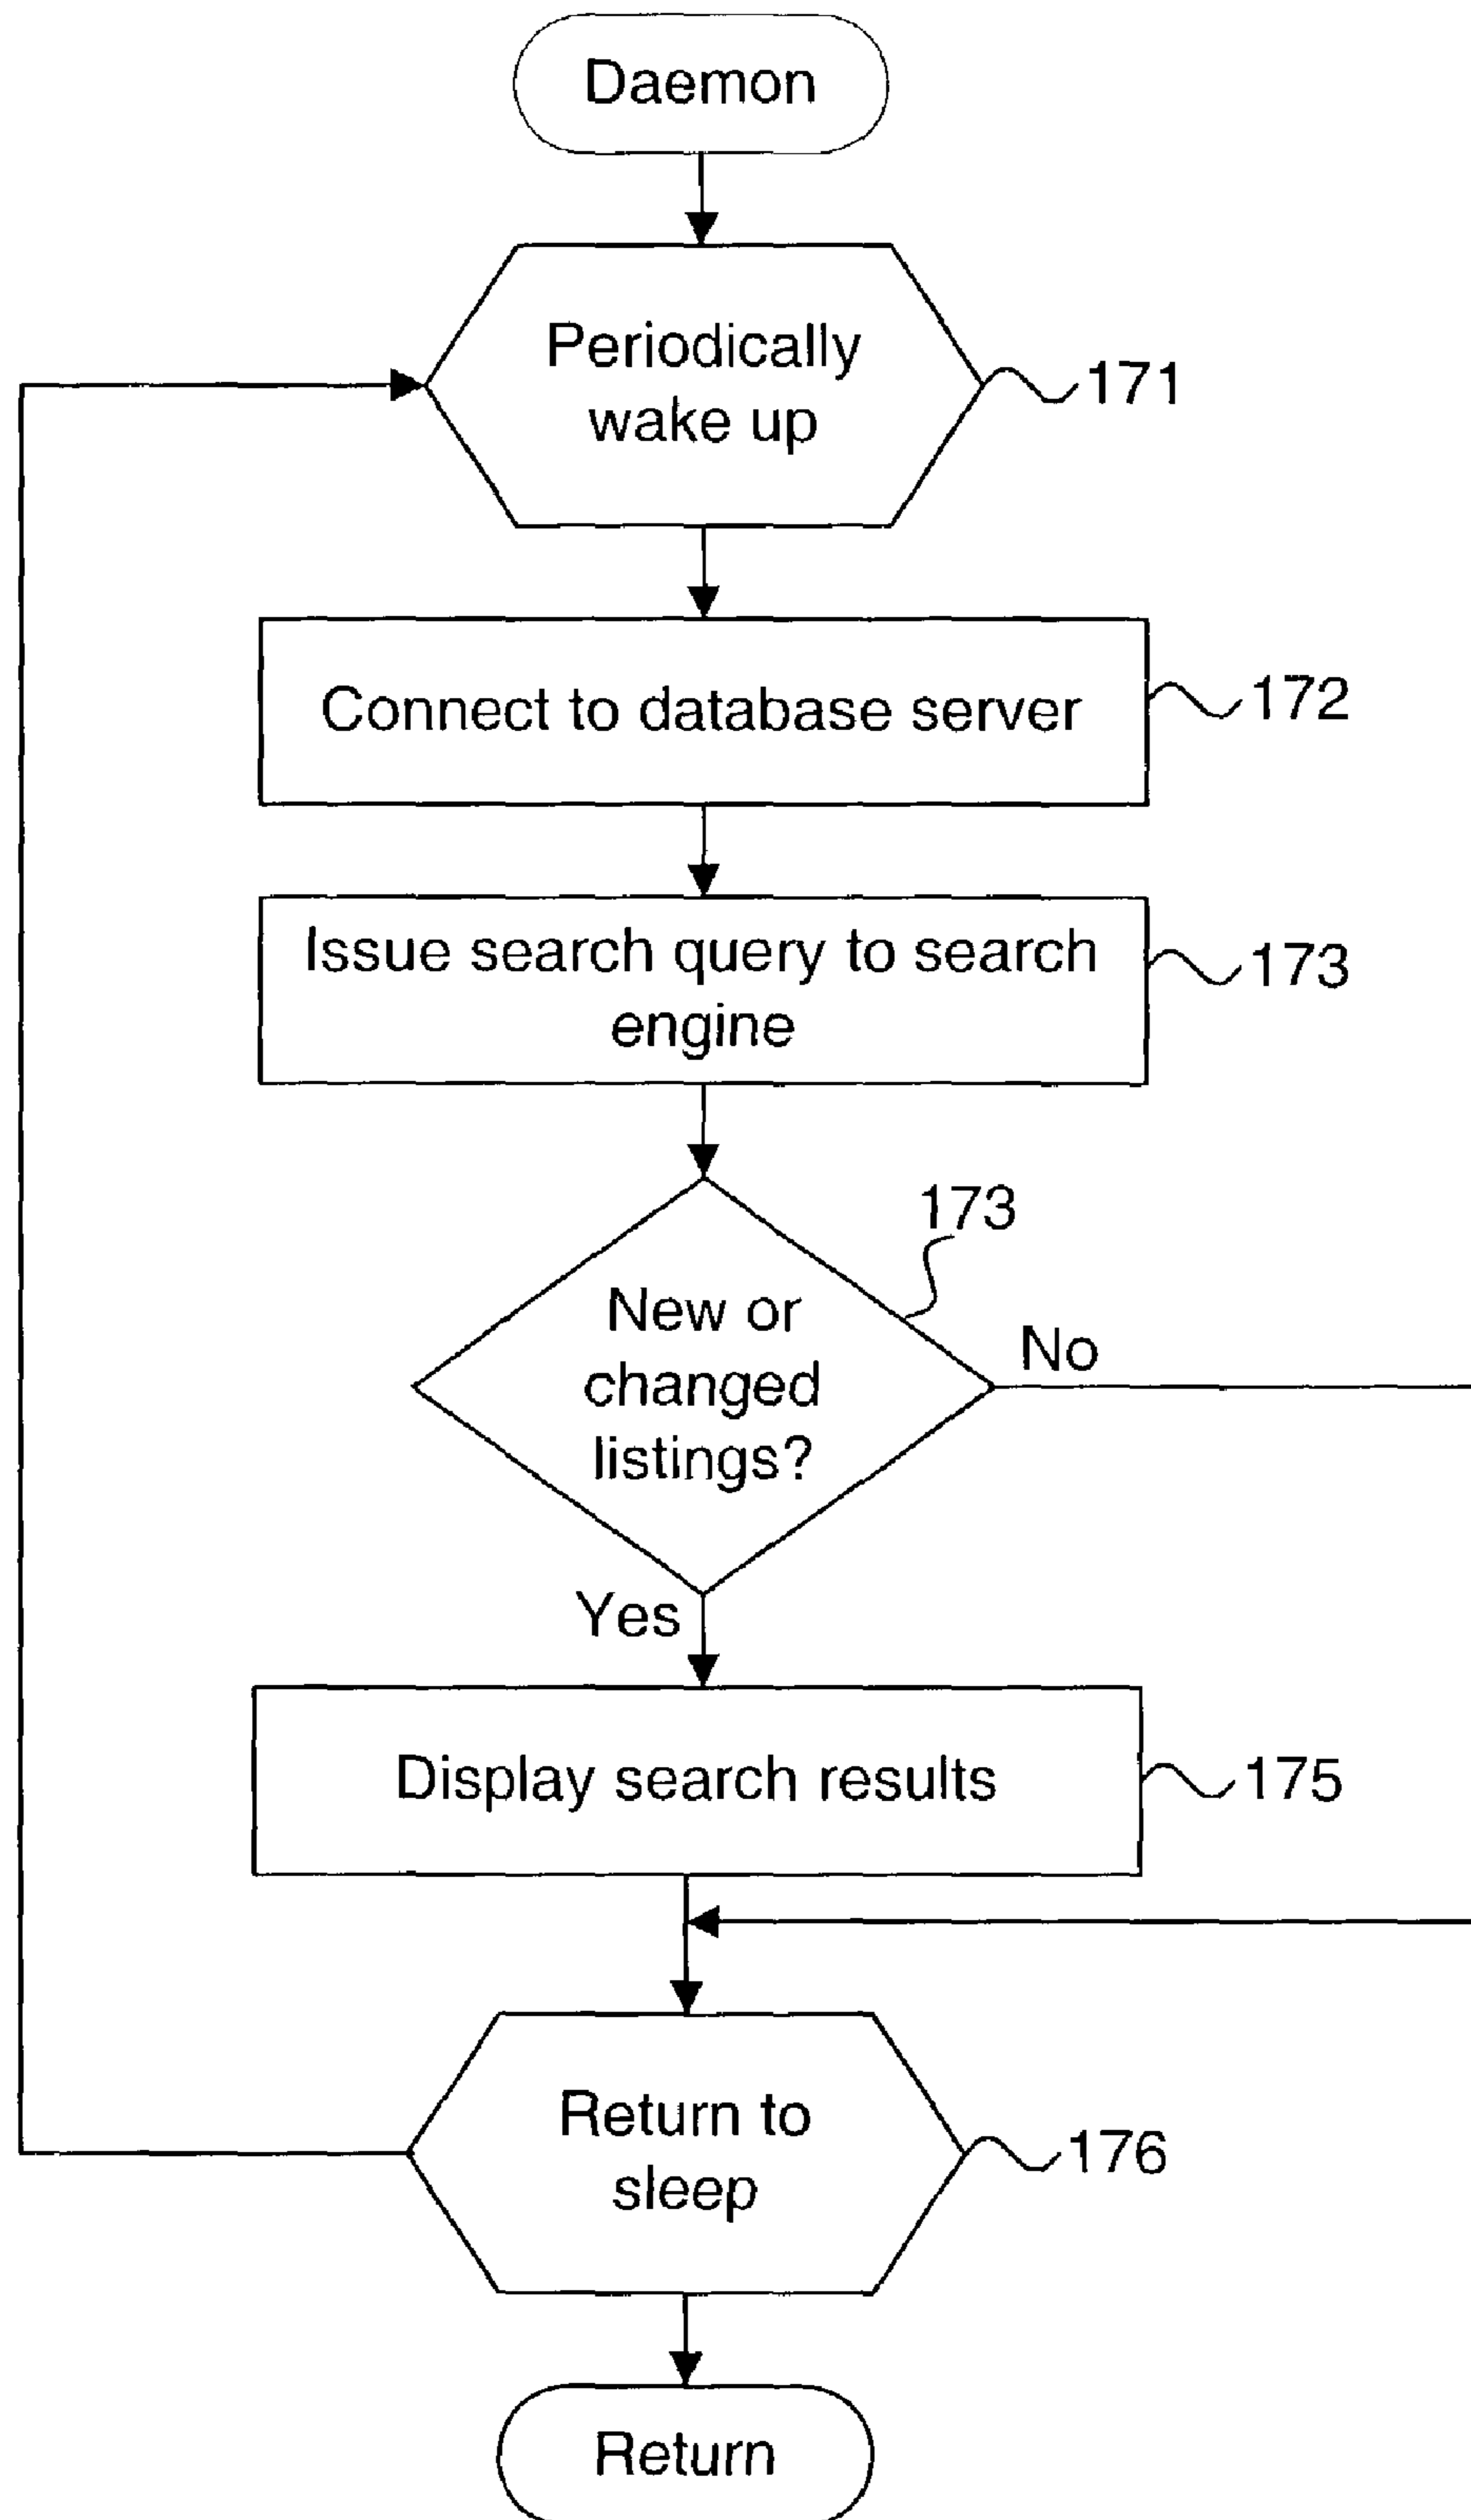 Daemon
Periodically
wake up
171
Connect to database server
172
Issue search query to search
engine
173
173
New or
changed
listings?
No
Yes
Display search results
175
Return to
sleep
176
Return